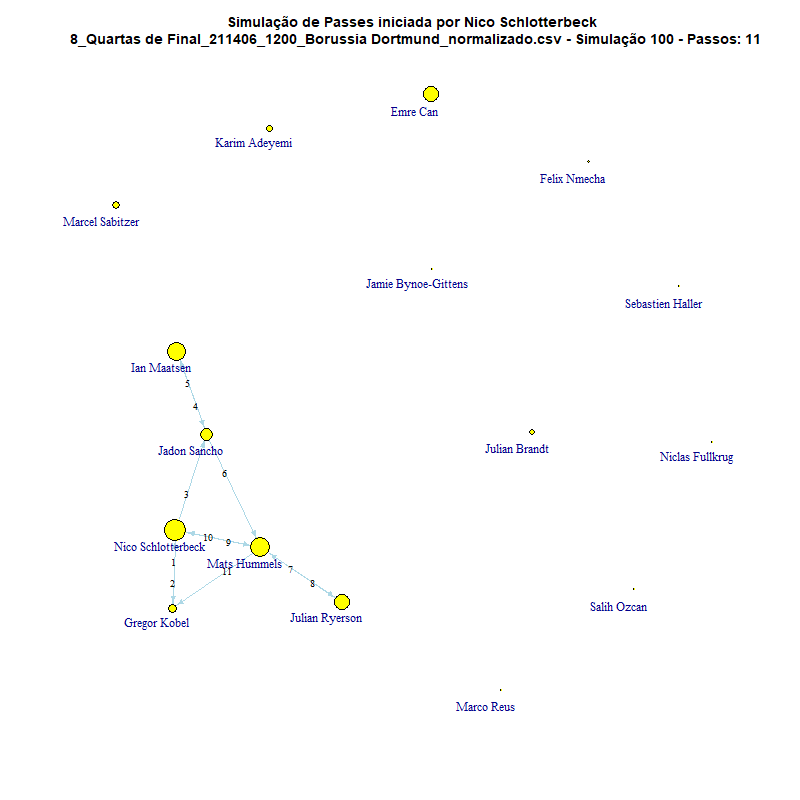 Simulação de Passes iniciada por Nico Schlotterbeck
8_Quartas de Final_211406_1200_Borussia Dortmund_normalizado.csv - Simulação 100 - Passos: 11
Emre Can
Karim Adeyemi
Felix Nmecha
Marcel Sabitzer
Jamie Bynoe-Gittens
Sebastien Haller
Ian Maatsen
5
4
Jadon Sancho
Julian Brandt
Niclas Fullkrug
6
3
10
9
Nico Schlotterbeck
Mats Hummels
1
7
11
2
8
Salih Ozcan
Julian Ryerson
Gregor Kobel
Marco Reus